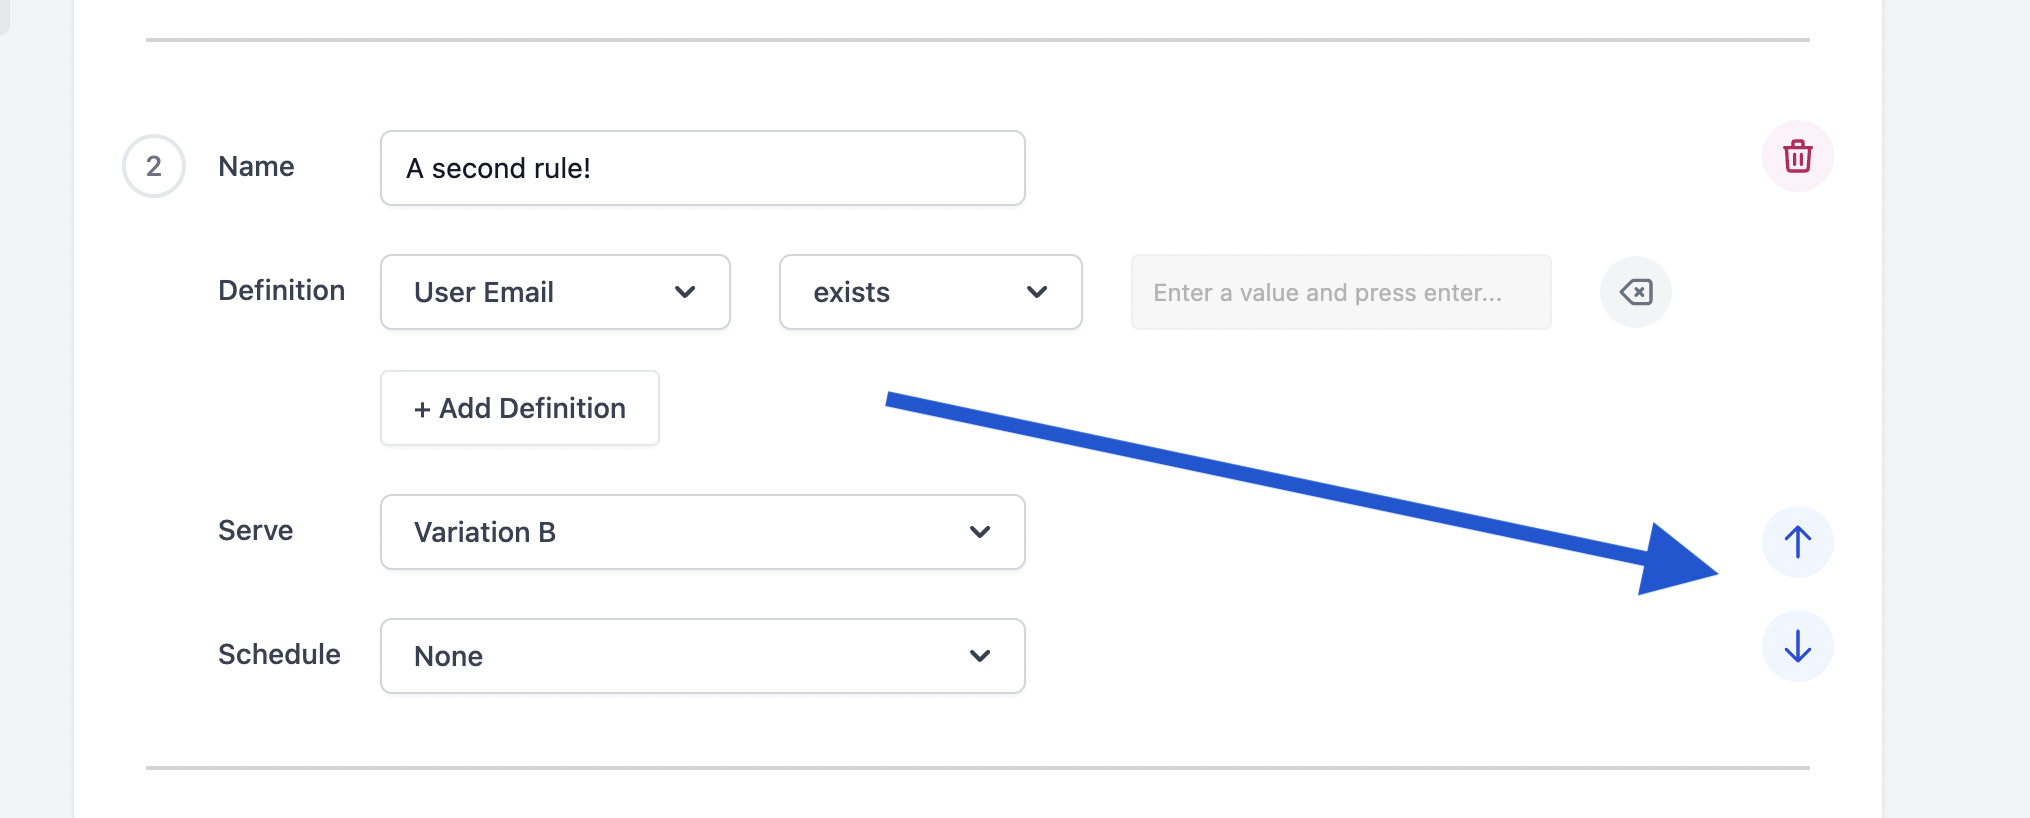 2
Name
A second rule!
Definition
User Email
exists
Enter a value and press enter...
+ Add Definition
Serve
Variation B
Schedule
None